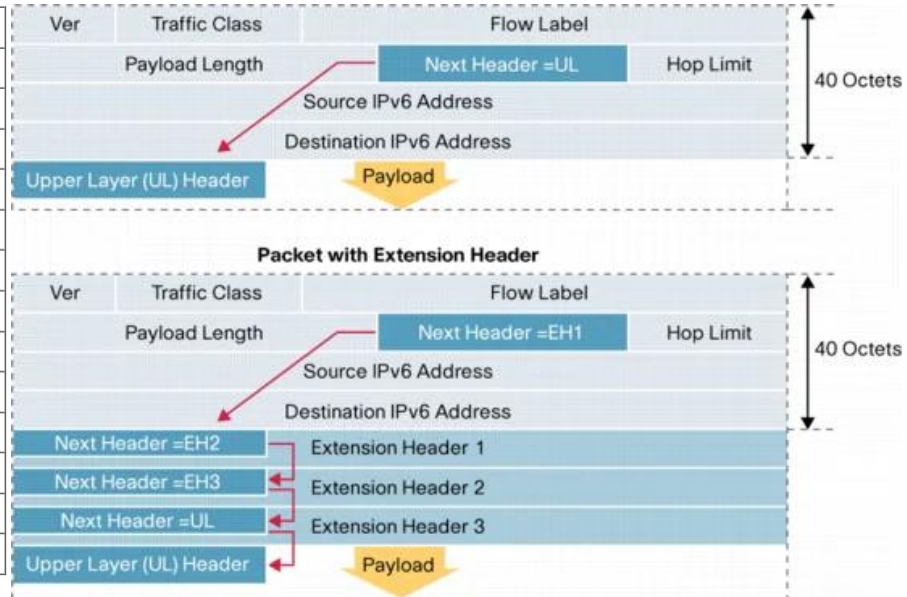 Ver Traffic Class Flow Label
Payload Length Next Header =UL Hop Limit
40 Octets
Source IPv6 Address
Destination IPv6 Address
Upper Layer (UL) Header Payload
Packet with Extension Header
Ver Traffic Class Flow Label
Payload Length Next Header =EH1 Hop Limit
40 Octets
Source IPv6 Address
Destination IPv6 Address
Next Header =EH2 Extension Header 1
Next Header =EH3 Extension Header 2
Next Header =UL Extension Header 3
Upper Layer (UL) Header Payload